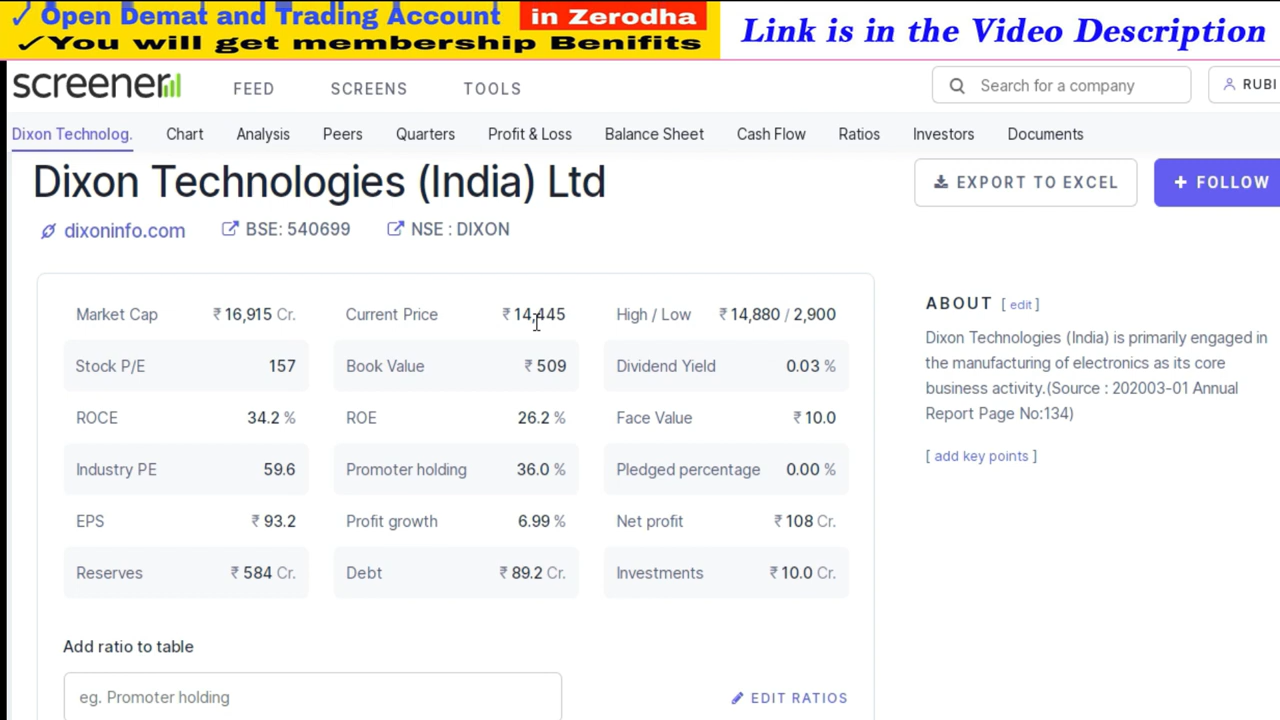 ✓ Open Demat and Trading Account in Zerodha
✓You will get membership Benifits
Link is in the Video Description
screener
FEED SCREENS TOOLS
Search for a company
RUBI
Dixon Technolog. Chart Analysis Peers Quarters Profit & Loss Balance Sheet Cash Flow Ratios Investors Documents
Dixon Technologies (India) Ltd
EXPORT TO EXCEL
+ FOLLOW
dixoninfo.com BSE: 540699 NSE : DIXON
Market Cap ₹ 16,915 Cr. Current Price ₹ 14,445 High / Low ₹ 14,880 / 2,900
Stock P/E 157 Book Value ₹ 509 Dividend Yield 0.03 %
ROCE 34.2 % ROE 26.2 % Face Value ₹ 10.0
Industry PE 59.6 Promoter holding 36.0 % Pledged percentage 0.00 %
EPS ₹ 93.2 Profit growth 6.99 % Net profit ₹ 108 Cr.
Reserves ₹ 584 Cr. Debt ₹ 89.2 Cr. Investments ₹ 10.0 Cr.
Add ratio to table
eg. Promoter holding
EDIT RATIOS
ABOUT [ edit ]
Dixon Technologies (India) is primarily engaged in
the manufacturing of electronics as its core
business activity.(Source : 202003-01 Annual
Report Page No:134)
[ add key points ]